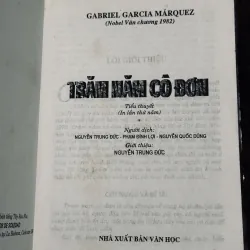 GABRIEL GARCIA MÁRQUEZ
(Nobel Văn chương 1982)
TRĂM NĂM CÔ ĐƠN
Tiểu thuyết
(In lần thứ năm)
Người dịch:
NGUYỄN TRUNG ĐỨC - PHẠM ĐÌNH LỢI - NGUYỄN QUỐC DŨNG
Giới thiệu:
NGUYỄN TRUNG ĐỨC
NHÀ XUẤT BẢN VĂN HỌC